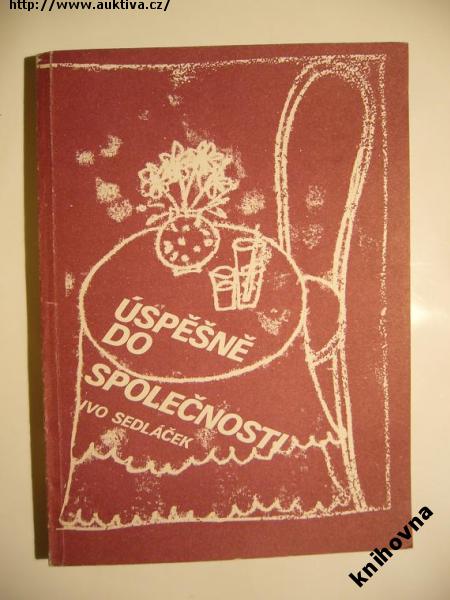 http://www.auktiva.cz/
ÚSPĚŠNĚ
DO
SPOLEČNOSTI
IVO SEDLÁČEK
knihovna